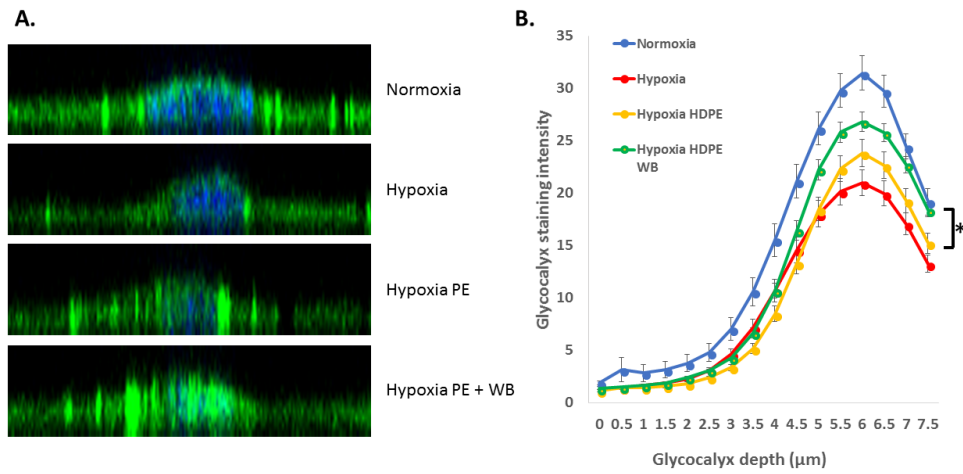 A.
Normoxia
Hypoxia
Hypoxia PE
Hypoxia PE + WB
B.
35
30
25
20
15
10
5
0
Glycocalyx staining intensity
Normoxia
Hypoxia
Hypoxia HDPE
Hypoxia HDPE
WB
*
0 0.5 1 1.5 2 2.5 3 3.5 4 4.5 5 5.5 6 6.5 7 7.5
Glycocalyx depth (μm)